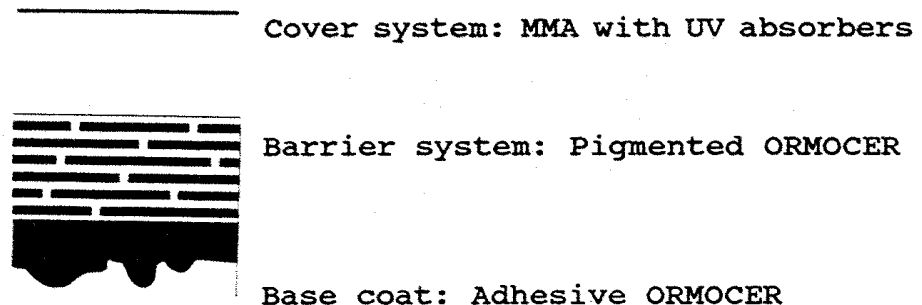 Cover system: MMA with UV absorbers
Barrier system: Pigmented ORMOCER
Base coat: Adhesive ORMOCER